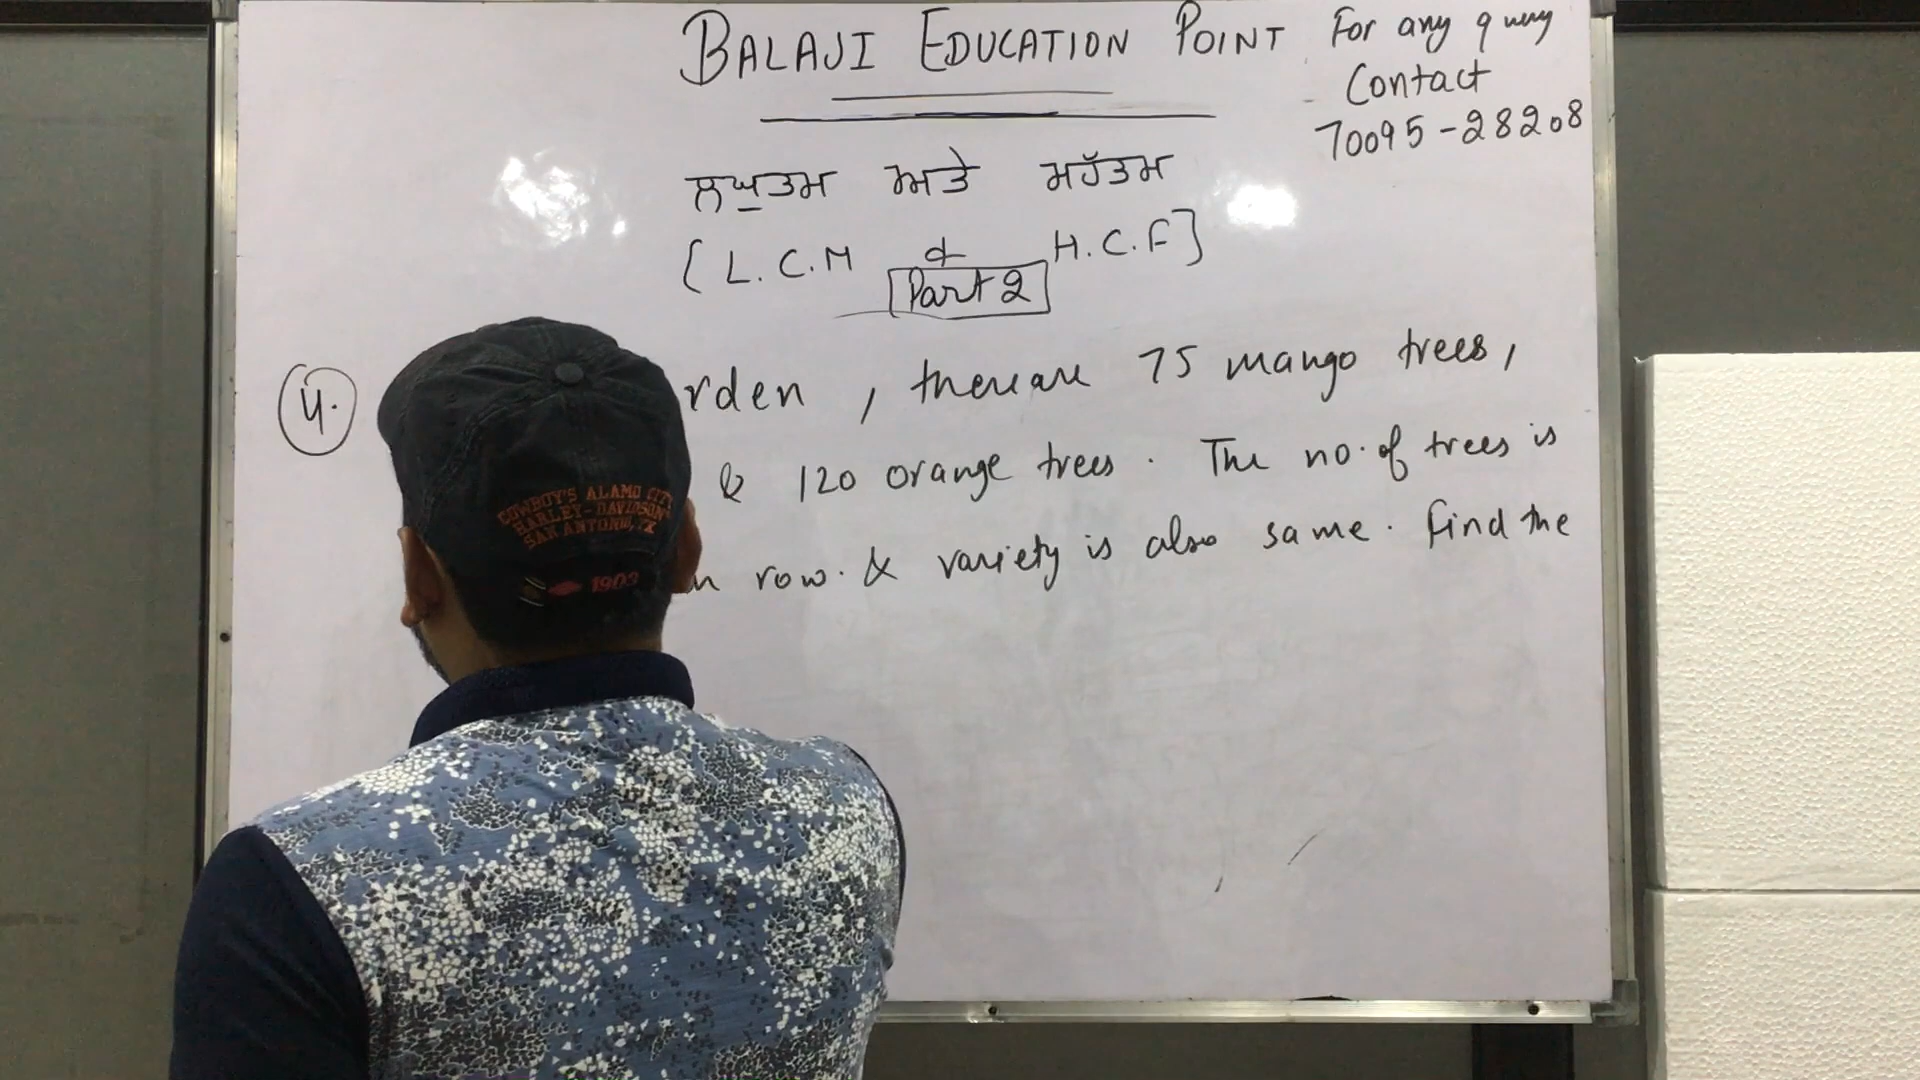 BALAJI EDUCATION POINT
For any query
Contact
70095-28208
ਲਘੁਤਮ ਅਤੇ ਮਹੱਤਮ
[L.C.M & H.C.F]
Part 2
4.
rden, there are 75 mango trees,
& 120 orange trees. The no. of trees is
row. & variety is also same. Find the
COWBOY'S ALAMO CITY
HARLEY-DAVIDSON
SAN ANTONIO, TX
1903